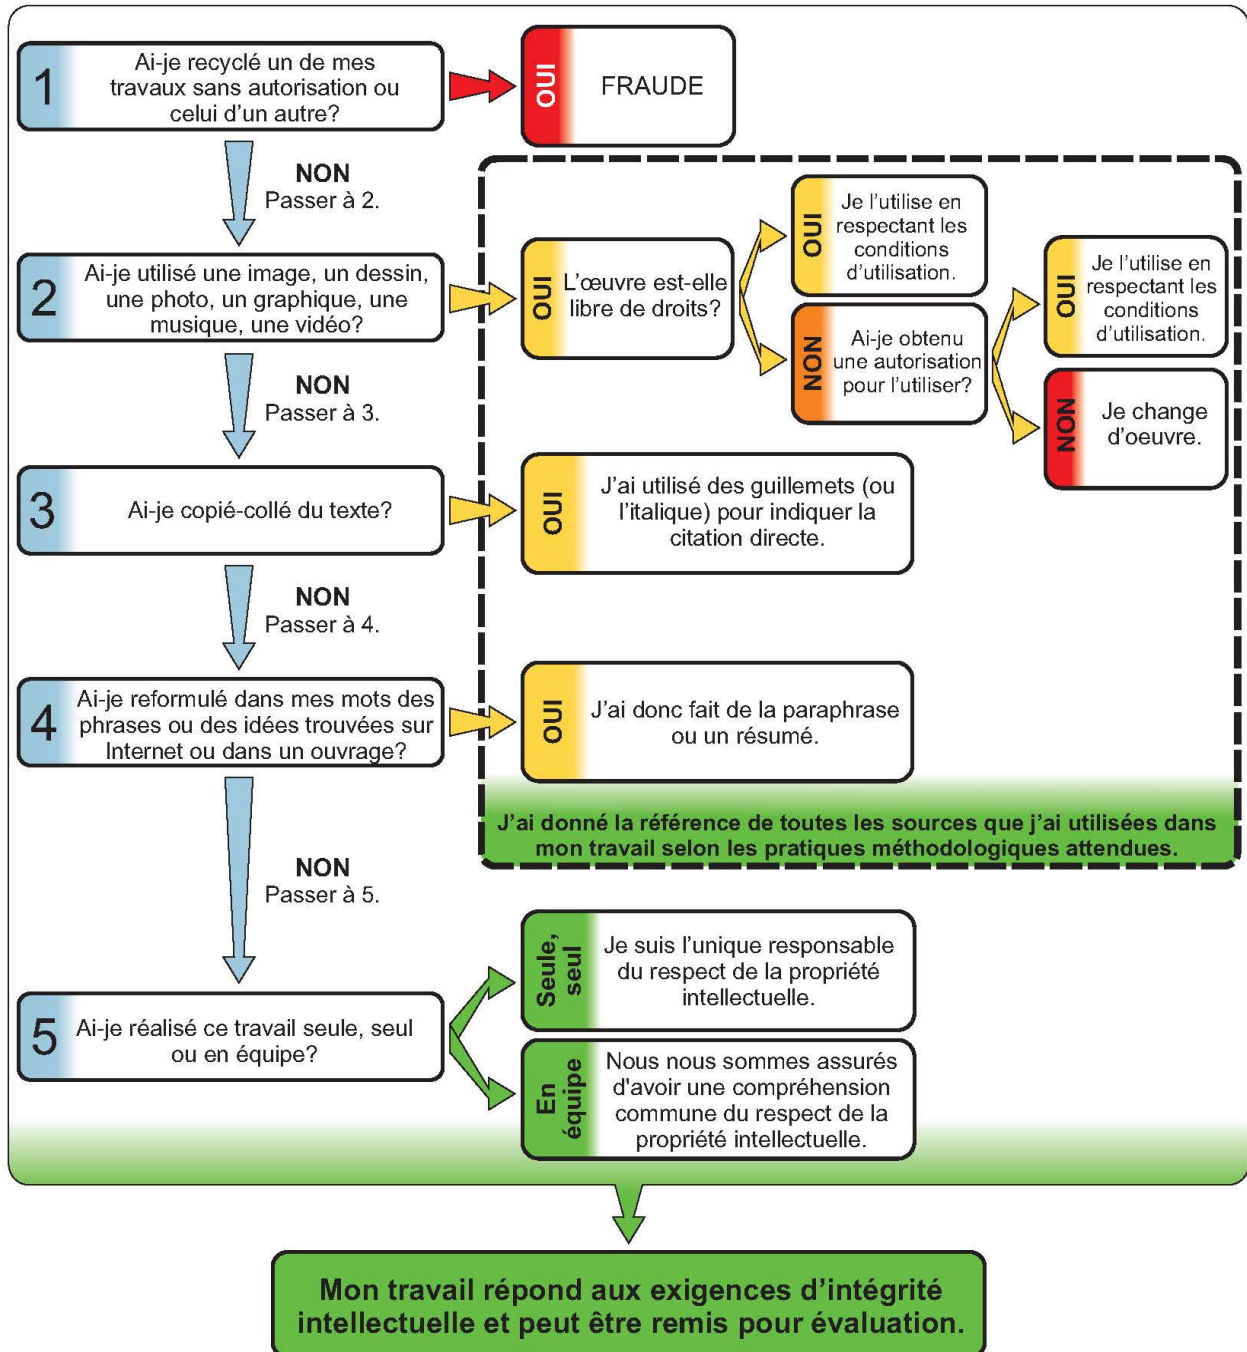 1
Ai-je recyclé un de mes
travaux sans autorisation ou
celui d'un autre?
OUI
FRAUDE
NON
Passer à 2.
2
Ai-je utilisé une image, un dessin,
une photo, un graphique, une
musique, une vidéo?
OUI
L'œuvre est-elle
libre de droits?
OUI
Je l'utilise en
respectant les
conditions
d'utilisation.
NON
Ai-je obtenu
une autorisation
pour l'utiliser?
OUI
Je l'utilise en
respectant les
conditions
d'utilisation.
NON
Je change
d'oeuvre.
NON
Passer à 3.
3
Ai-je copié-collé du texte?
OUI
J'ai utilisé des guillemets (ou
l'italique) pour indiquer la
citation directe.
NON
Passer à 4.
4
Ai-je reformulé dans mes mots des
phrases ou des idées trouvées sur
Internet ou dans un ouvrage?
OUI
J'ai donc fait de la paraphrase
ou un résumé.
J'ai donné la référence de toutes les sources que j'ai utilisées dans
mon travail selon les pratiques méthodologiques attendues.
NON
Passer à 5.
5
Ai-je réalisé ce travail seule, seul
ou en équipe?
Seule,
seul
Je suis l'unique responsable
du respect de la propriété
intellectuelle.
En
équipe
Nous nous sommes assurés
d'avoir une compréhension
commune du respect de la
propriété intellectuelle.
Mon travail répond aux exigences d'intégrité
intellectuelle et peut être remis pour évaluation.